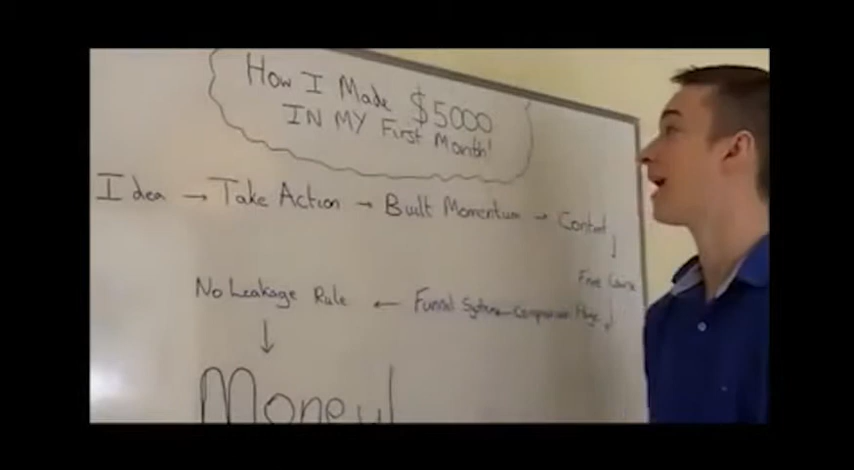 How I Made $5000
IN MY First Month!
Idea → Take Action → Built Momentum → Content
↓
Free Course
↓
No Leakage Rule ← Funnel System - Comparison Page
↓
Money!